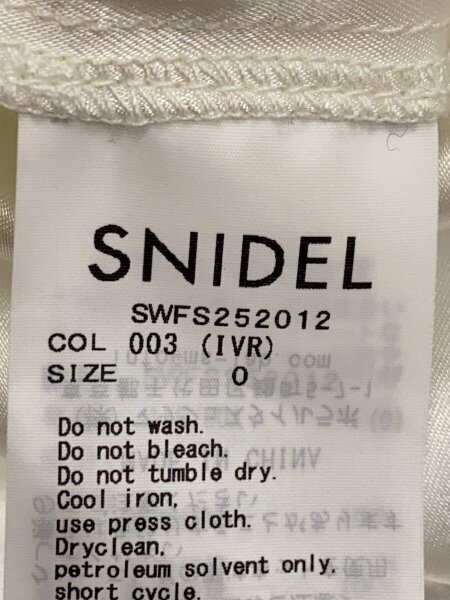 SNIDEL
SWFS252012
COL 003 (IVR)
SIZE 0
Do not wash.
Do not bleach.
Do not tumble dry.
Cool iron,
use press cloth.
Dryclean,
petroleum solvent only,
short cycle.